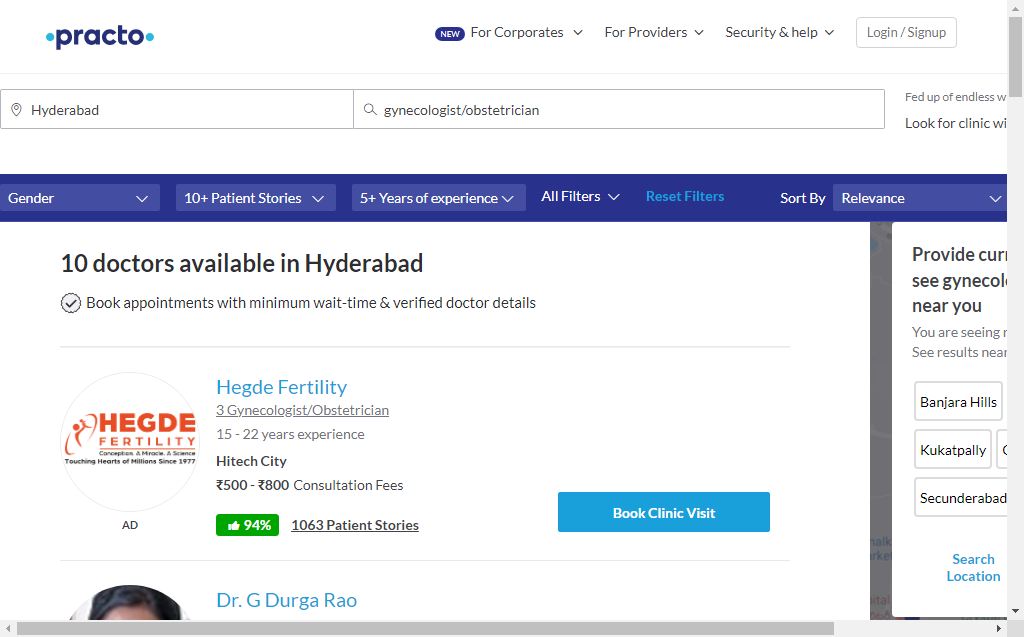 practo
NEW For Corporates
For Providers
Security & help
Login / Signup
Hyderabad
gynecologist/obstetrician
Fed up of endless w
Look for clinic wi
Gender
10+ Patient Stories
5+ Years of experience
All Filters
Reset Filters
Sort By
Relevance
10 doctors available in Hyderabad
Book appointments with minimum wait-time & verified doctor details
HEGDE
FERTILITY
Conception. A Miracle. A Science
Touching Hearts of Millions Since 1977
AD
Hegde Fertility
3 Gynecologist/Obstetrician
15 - 22 years experience
Hitech City
₹500 - ₹800 Consultation Fees
94%
1063 Patient Stories
Book Clinic Visit
Dr. G Durga Rao
Provide curr
see gynecol
near you
You are seeing r
See results near
Banjara Hills
Kukatpally
Secunderabad
Search
Location